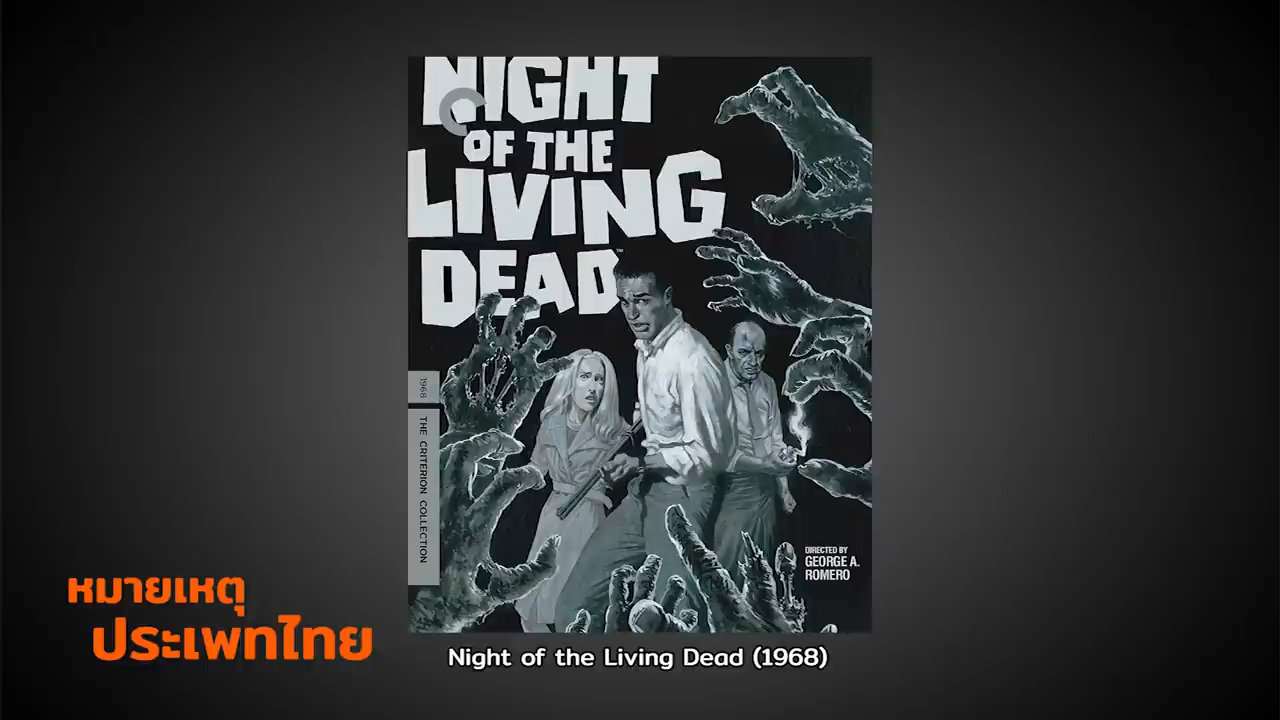 NIGHT
OF THE
LIVING
DEAD™
1968
THE CRITERION COLLECTION
DIRECTED BY
GEORGE A.
ROMERO
หมายเหตุ
ประเพทไทย
Night of the Living Dead (1968)